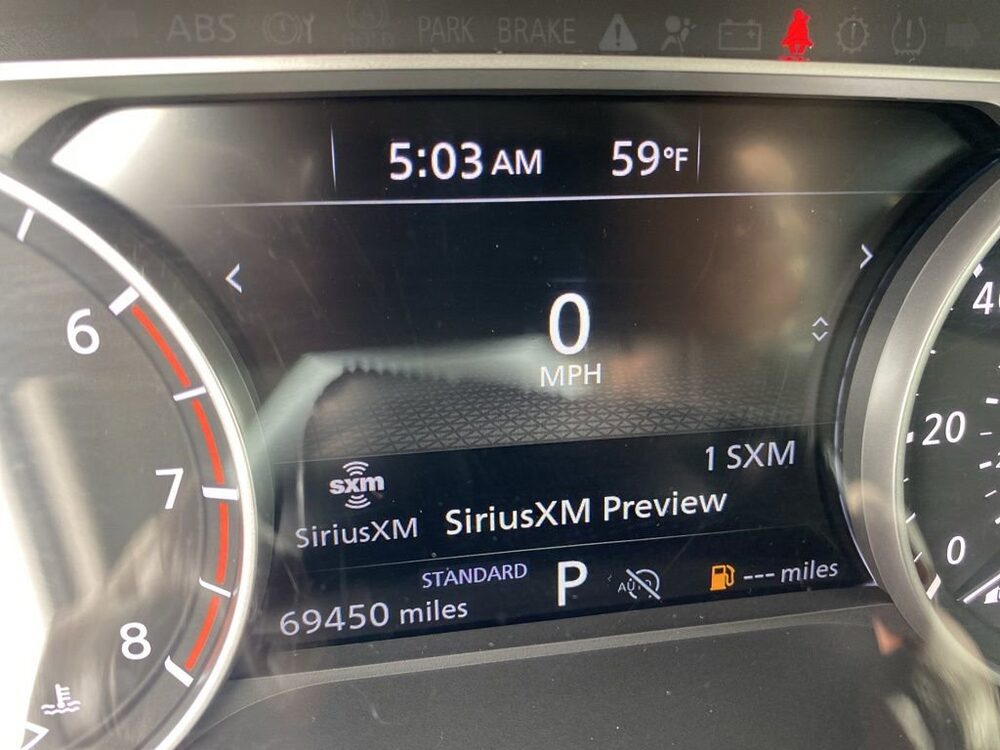 ABS PARK BRAKE
5:03 AM 59°F
6
7
8
0
MPH
4
20
0
1 SXM
sxm
SiriusXM
SiriusXM Preview
STANDARD
P
AUTO
--- miles
69450 miles